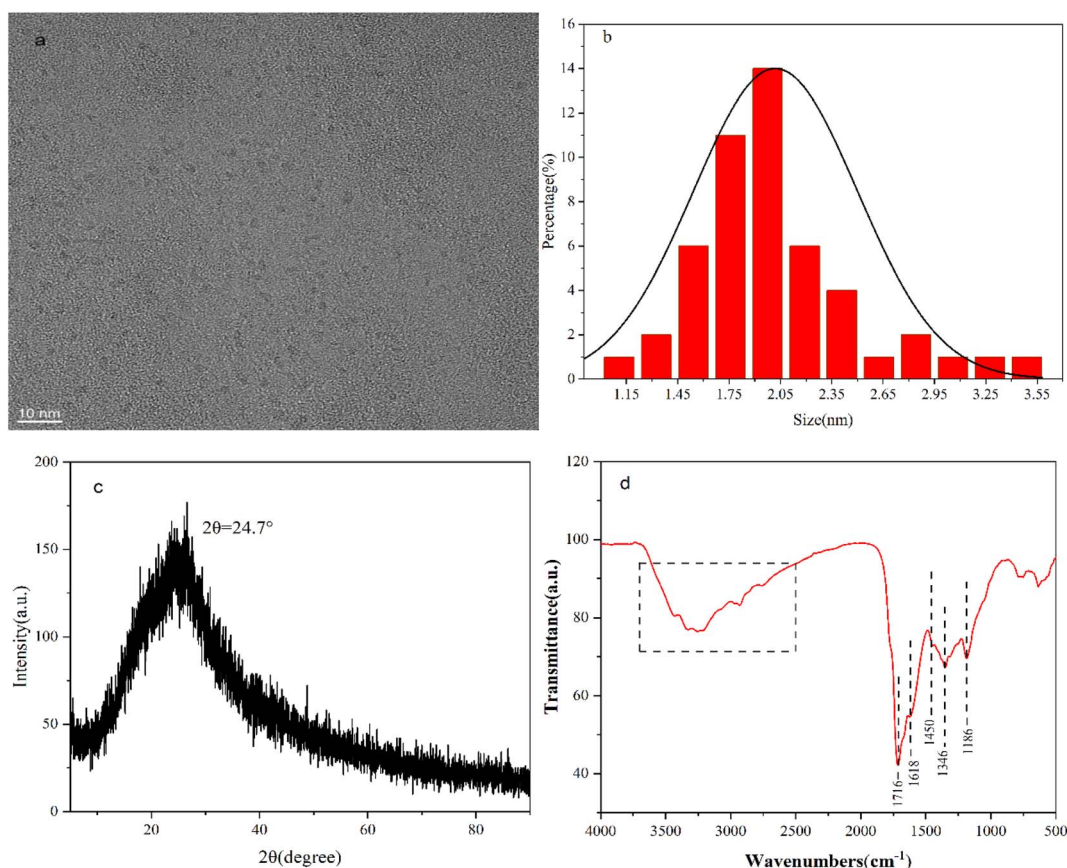 a
10 nm
b
Percentage(%)
16
14
12
10
8
6
4
2
0
1.15 1.45 1.75 2.05 2.35 2.65 2.95 3.25 3.55
Size(nm)
c
2θ=24.7°
Intensity(a.u.)
200
150
100
50
0
20 40 60 80
2θ(degree)
d
Transmittance(a.u.)
120
100
80
60
40
1716
1618
1450
1346
1186
4000 3500 3000 2500 2000 1500 1000 500
Wavenumbers(cm⁻¹)